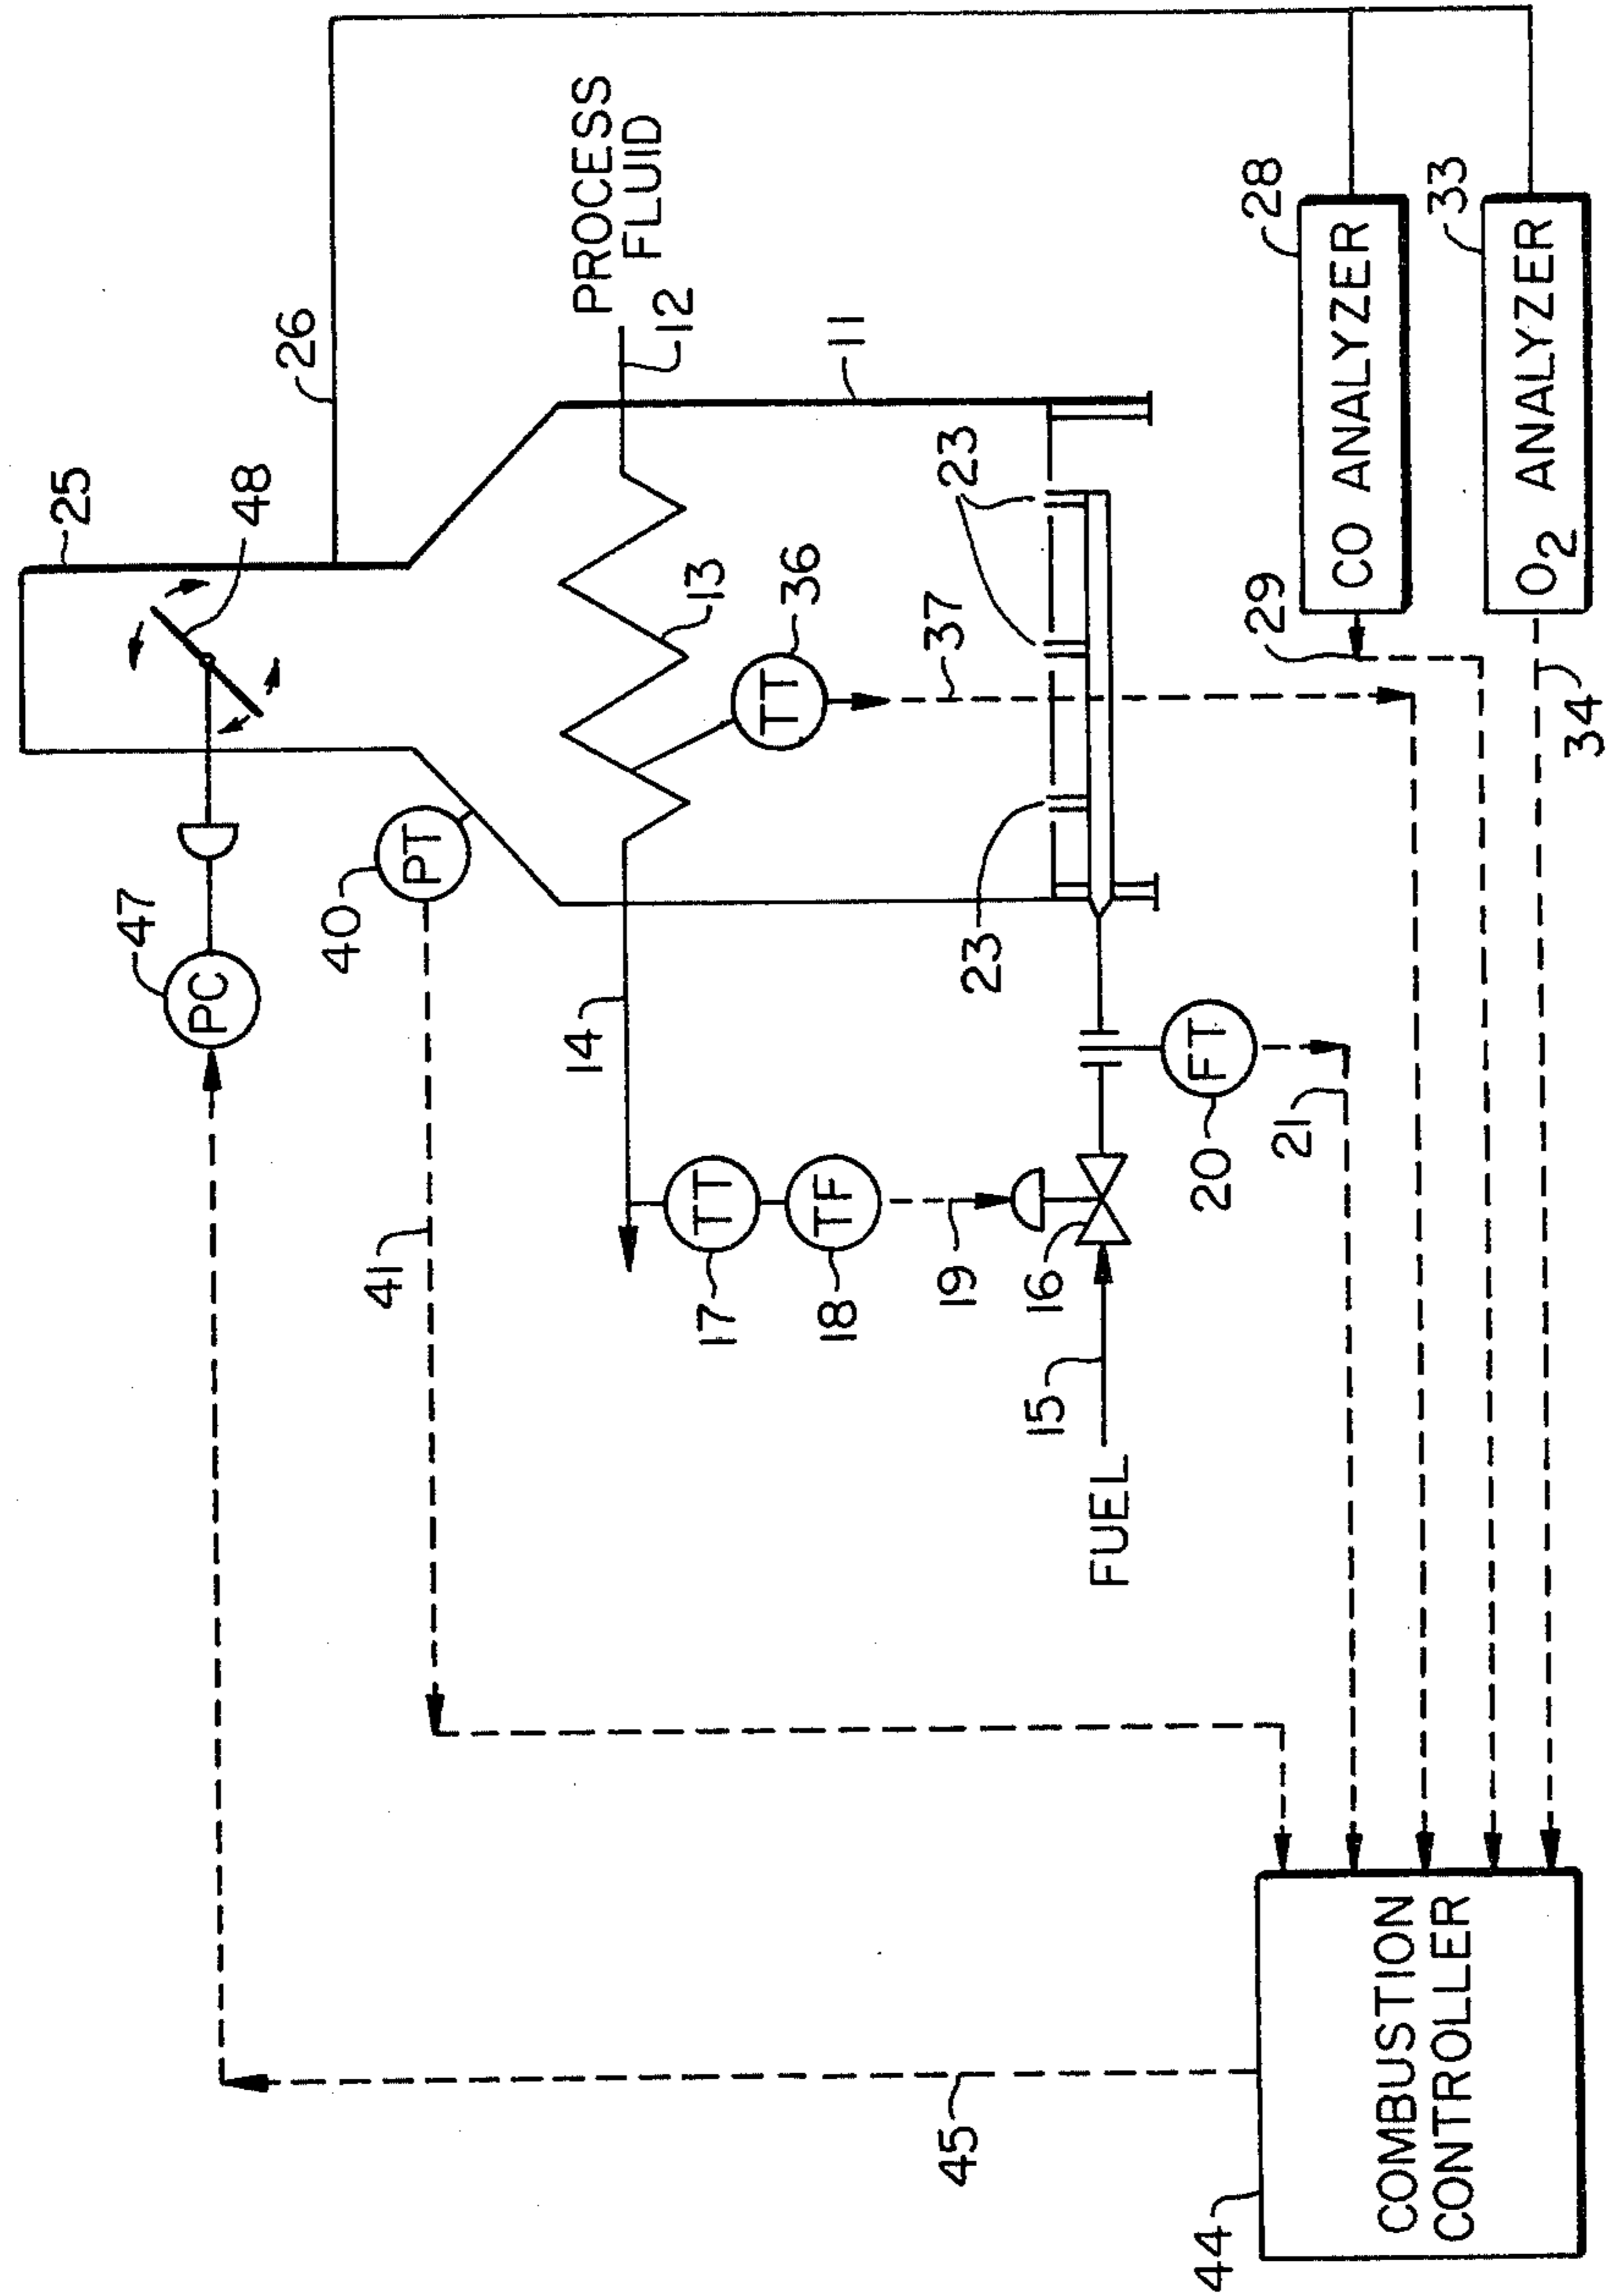 25
48
26
PROCESS
FLUID
12
11
47
PC
40
PT
13
TT
36
37
14
41
TT
17
TF
18
19
16
15
FUEL
23
23
FT
20
21
28
CO ANALYZER
29
33
O2 ANALYZER
34
45
44
COMBUSTION
CONTROLLER